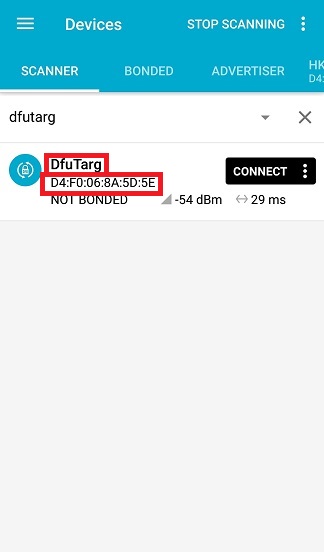 Devices STOP SCANNING
SCANNER BONDED ADVERTISER HK
D4:
dfutarg
DfuTarg
D4:F0:06:8A:5D:5E
CONNECT
NOT BONDED -54 dBm 29 ms